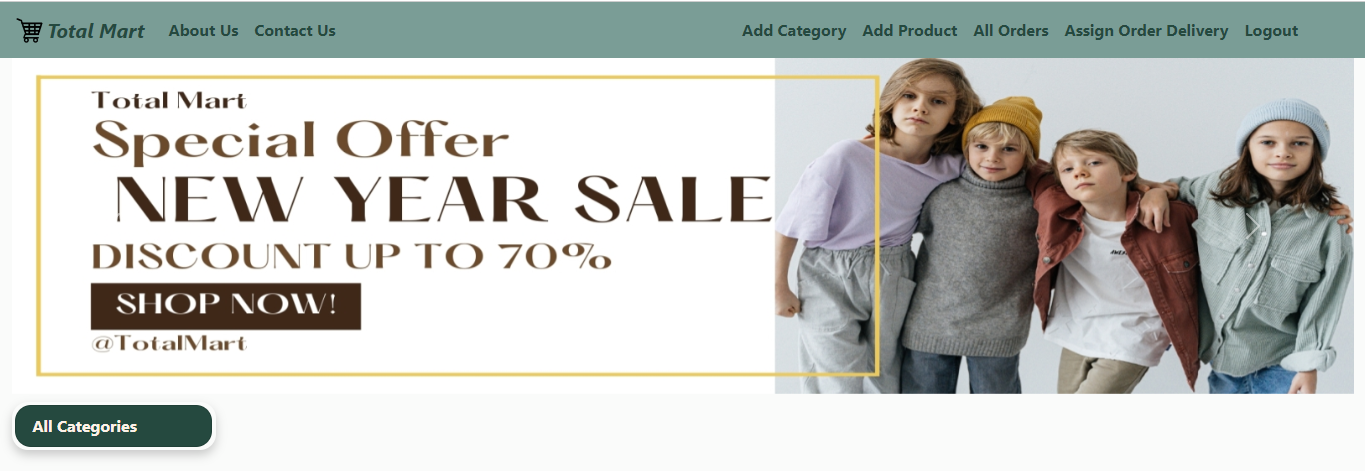 Total Mart About Us Contact Us Add Category Add Product All Orders Assign Order Delivery Logout
Total Mart
Special Offer
NEW YEAR SALE
DISCOUNT UP TO 70%
SHOP NOW!
@TotalMart
All Categories